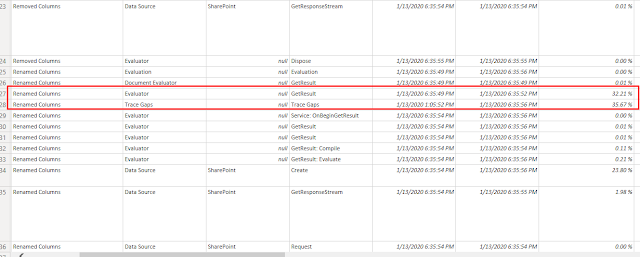 23 Removed Columns Data Source SharePoint GetResponseStream 1/13/2020 6:35:54 PM 1/13/2020 6:35:55 PM 0.01 %
24 Removed Columns Evaluator null Dispose 1/13/2020 6:35:55 PM 1/13/2020 6:35:55 PM 0.00 %
25 Renamed Columns Evaluation null Evaluation 1/13/2020 6:35:49 PM 1/13/2020 6:35:56 PM 0.00 %
26 Renamed Columns Document Evaluator null GetResult 1/13/2020 6:35:49 PM 1/13/2020 6:35:56 PM 0.01 %
27 Renamed Columns Evaluator null GetResult 1/13/2020 6:35:49 PM 1/13/2020 6:35:52 PM 32.21 %
28 Renamed Columns Trace Gaps null Trace Gaps 1/13/2020 1:05:52 PM 1/13/2020 6:35:56 PM 35.67 %
29 Renamed Columns Evaluator null Service: OnBeginGetResult 1/13/2020 6:35:54 PM 1/13/2020 6:35:56 PM 0.00 %
30 Renamed Columns Evaluator null GetResult 1/13/2020 6:35:54 PM 1/13/2020 6:35:56 PM 0.01 %
31 Renamed Columns Evaluator null GetResult 1/13/2020 6:35:54 PM 1/13/2020 6:35:56 PM 0.01 %
32 Renamed Columns Evaluator null GetResult: Compile 1/13/2020 6:35:54 PM 1/13/2020 6:35:54 PM 0.11 %
33 Renamed Columns Evaluator null GetResult: Evaluate 1/13/2020 6:35:54 PM 1/13/2020 6:35:56 PM 0.21 %
34 Renamed Columns Data Source SharePoint Create 1/13/2020 6:35:54 PM 1/13/2020 6:35:56 PM 23.80 %
35 Renamed Columns Data Source SharePoint GetResponseStream 1/13/2020 6:35:54 PM 1/13/2020 6:35:55 PM 1.98 %
36 Renamed Columns Data Source SharePoint Request 1/13/2020 6:35:54 PM 1/13/2020 6:35:54 PM 0.00 %